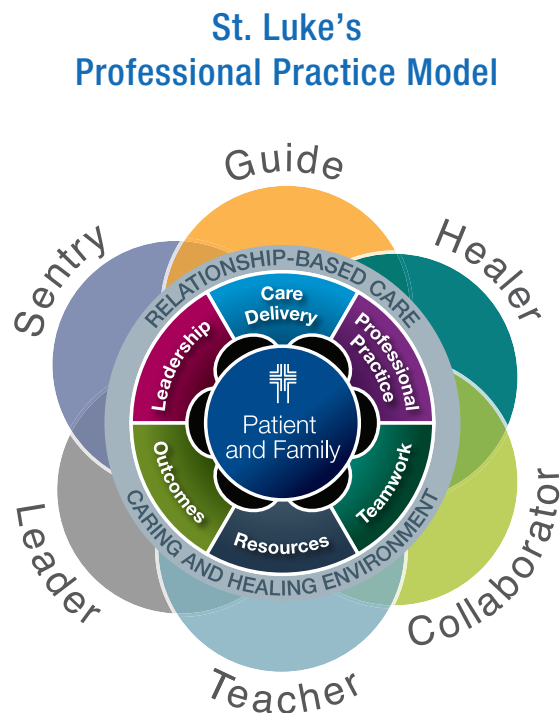 St. Luke’s
Professional Practice Model
Guide
Healer
Collaborator
Teacher
Leader
Sentry
RELATIONSHIP-BASED CARE
CARING AND HEALING ENVIRONMENT
Care
Delivery
Professional
Practice
Teamwork
Resources
Outcomes
Leadership
Patient
and Family